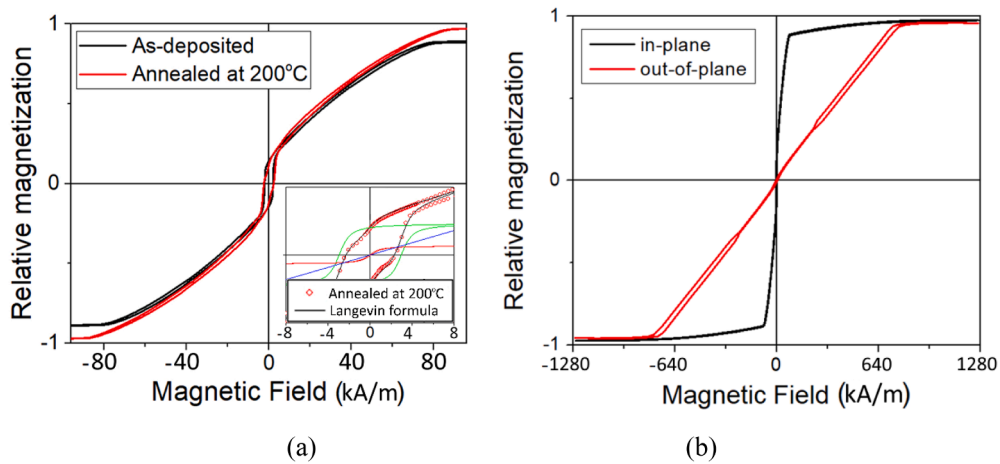 1
As-deposited
Annealed at 200°C
Relative magnetization
0
Annealed at 200°C
Langevin formula
-8 -4 0 4 8
-1
-80 -40 0 40 80
Magnetic Field (kA/m)
(a)
1
in-plane
out-of-plane
Relative magnetization
0
-1
-1280 -640 0 640 1280
Magnetic Field (kA/m)
(b)